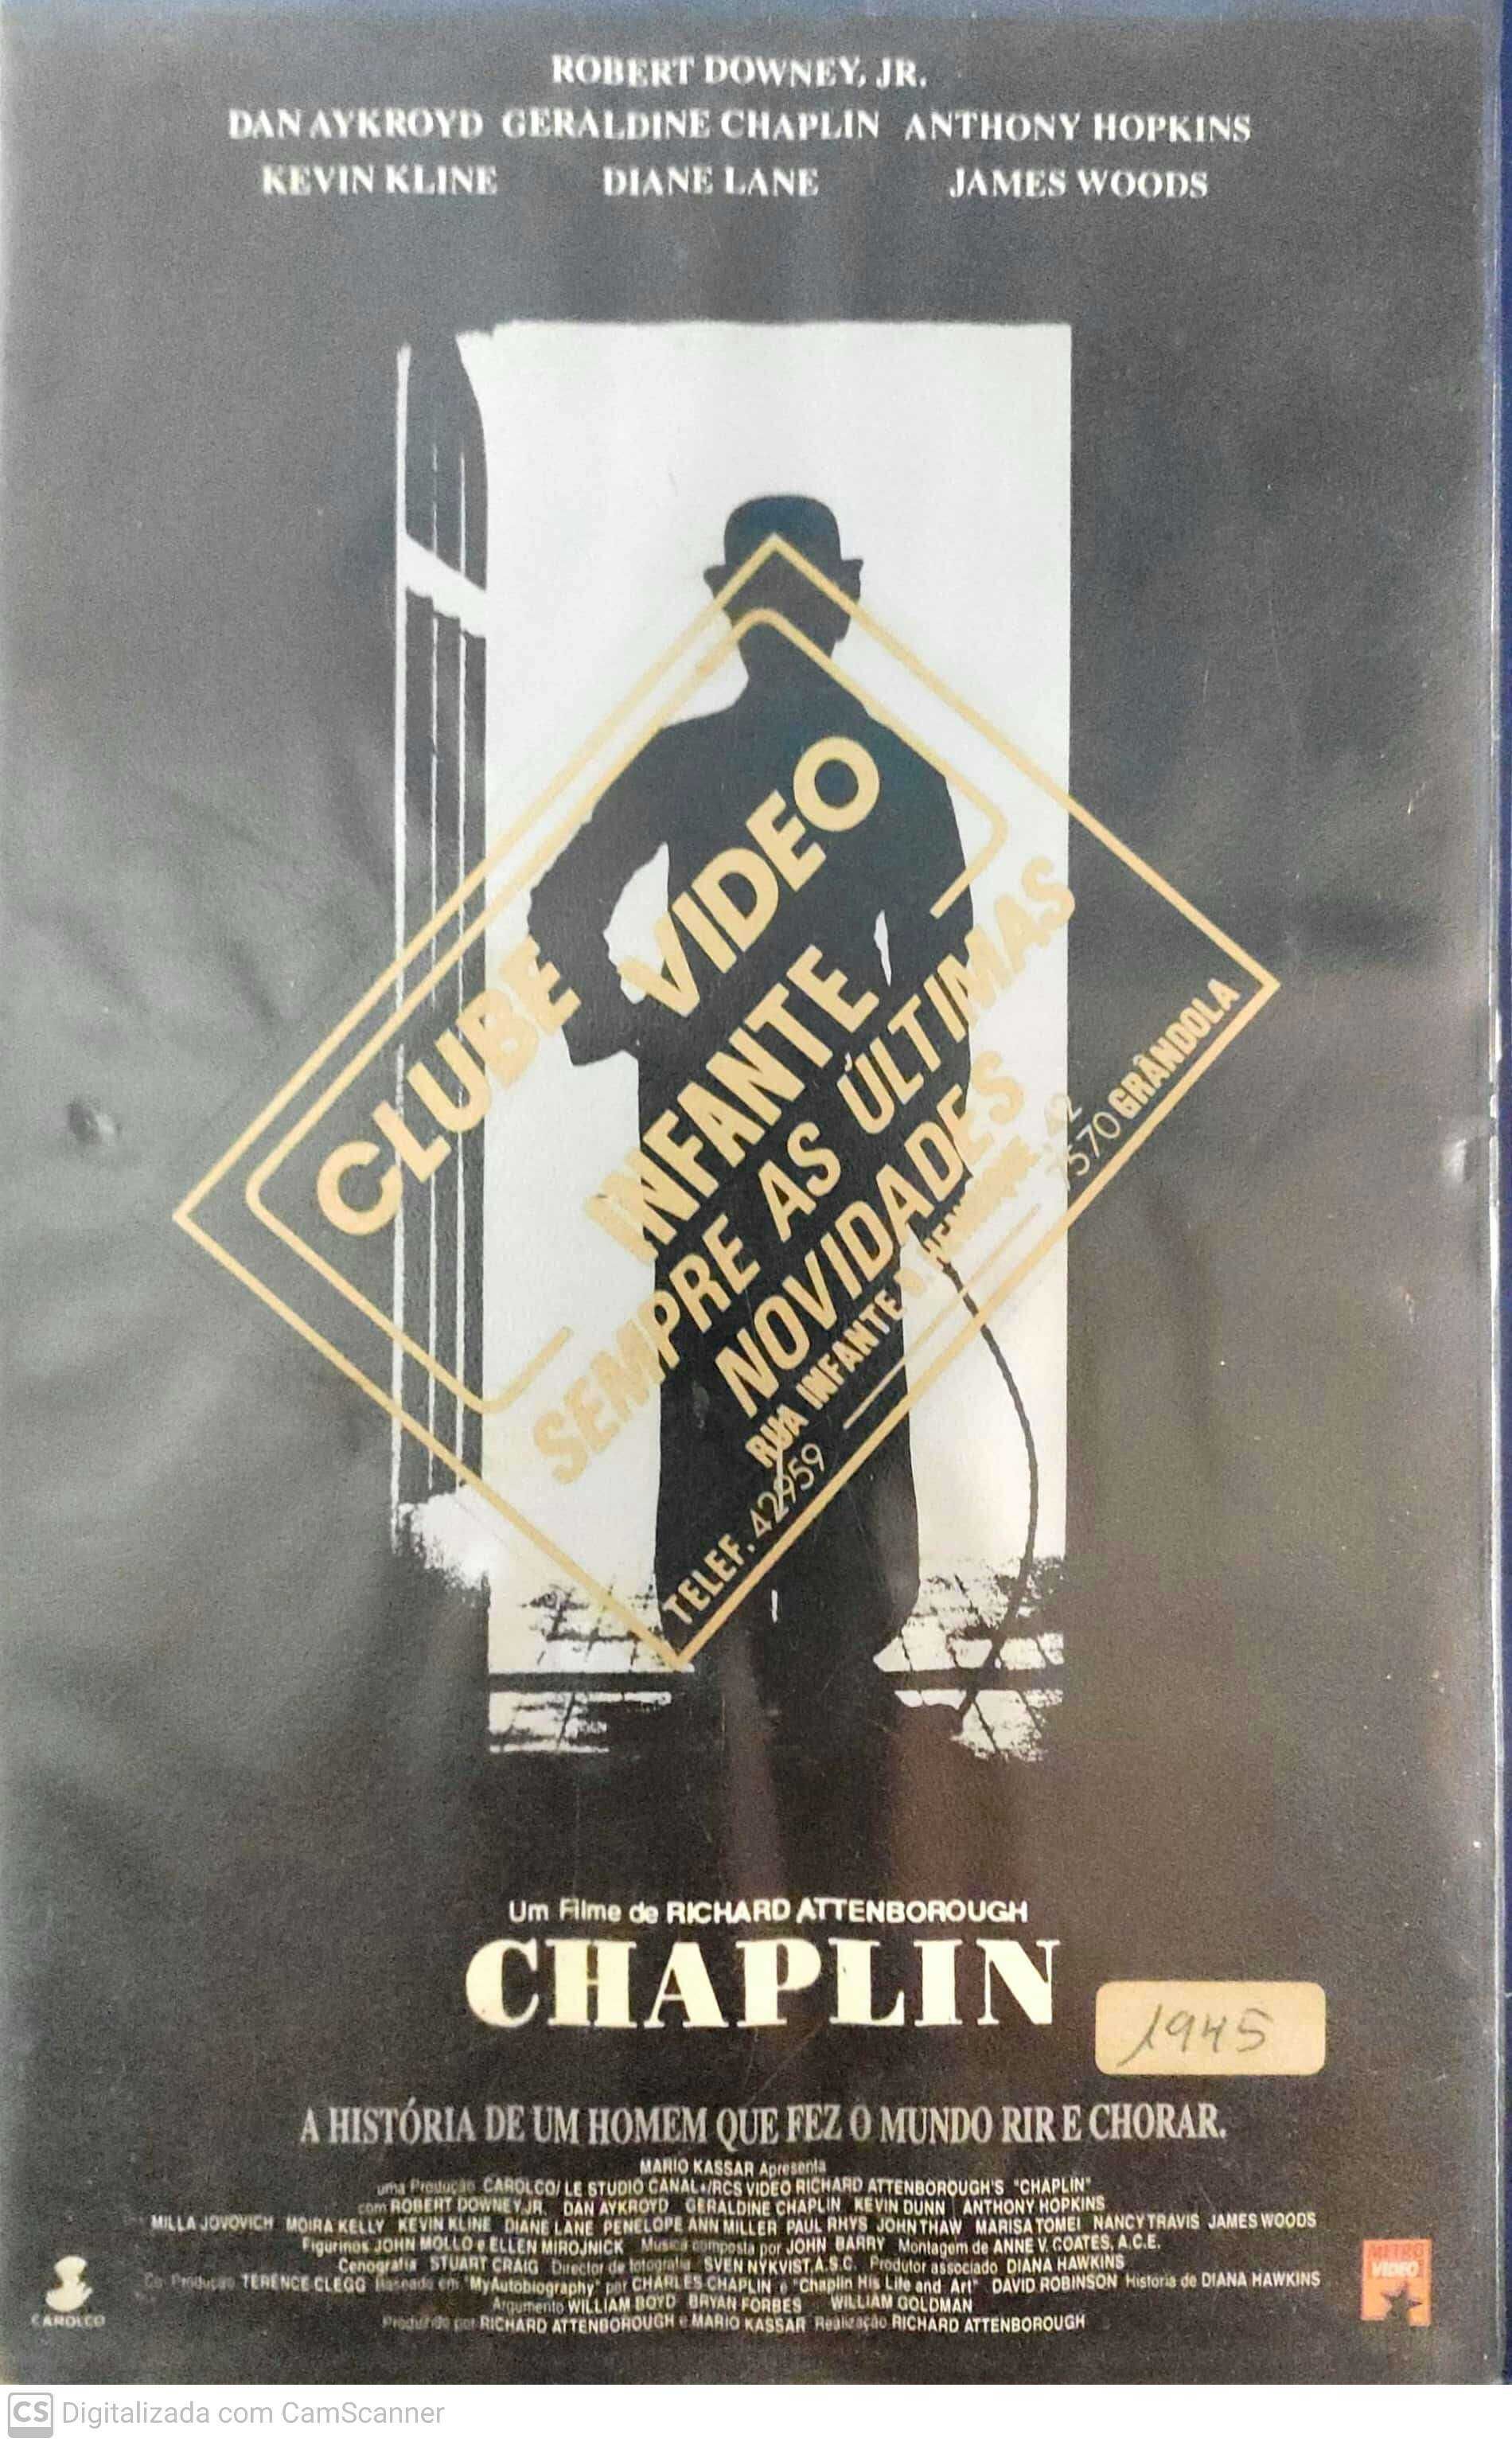 ROBERT DOWNEY, JR.
DAN AYKROYD GERALDINE CHAPLIN ANTHONY HOPKINS
KEVIN KLINE DIANE LANE JAMES WOODS
CLUBE VIDEO
INFANTE
SEMPRE AS ÚLTIMAS
NOVIDADES
RUA INFANTE 42
TELEF. 42959 7570 GRÂNDOLA
Um Filme de RICHARD ATTENBOROUGH
CHAPLIN
1945
A HISTÓRIA DE UM HOMEM QUE FEZ O MUNDO RIR E CHORAR.
MARIO KASSAR Apresenta
uma Produção CAROLCO/LE STUDIO CANAL+/RCS VIDEO RICHARD ATTENBOROUGH'S "CHAPLIN"
com ROBERT DOWNEY, JR. DAN AYKROYD GERALDINE CHAPLIN KEVIN DUNN ANTHONY HOPKINS
MILLA JOVOVICH MOIRA KELLY KEVIN KLINE DIANE LANE PENELOPE ANN MILLER PAUL RHYS JOHN THAW MARISA TOMEI NANCY TRAVIS JAMES WOODS
Figurinos JOHN MOLLO e ELLEN MIROJNICK Musica composta por JOHN BARRY Montagem de ANNE V. COATES, A.C.E.
Cenografia STUART CRAIG Director de fotografia SVEN NYKVIST, A.S.C. Produtor associado DIANA HAWKINS
Co-Produção TERENCE CLEGG Baseado em "My Autobiography" por CHARLES CHAPLIN e "Chaplin His Life and Art" DAVID ROBINSON Historia de DIANA HAWKINS
Argumento WILLIAM BOYD BRYAN FORBES WILLIAM GOLDMAN
Produzido por RICHARD ATTENBOROUGH e MARIO KASSAR Realização RICHARD ATTENBOROUGH
CAROLCO
METRO
VIDEO
CS Digitalizada com CamScanner